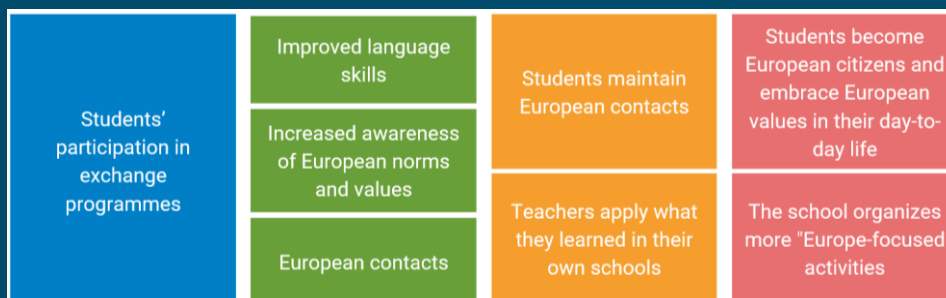 Students'
participation in
exchange
programmes
Improved language
skills
Increased awareness
of European norms
and values
European contacts
Students maintain
European contacts
Teachers apply what
they learned in their
own schools
Students become
European citizens and
embrace European
values in their day-to-
day life
The school organizes
more "Europe-focused
activities